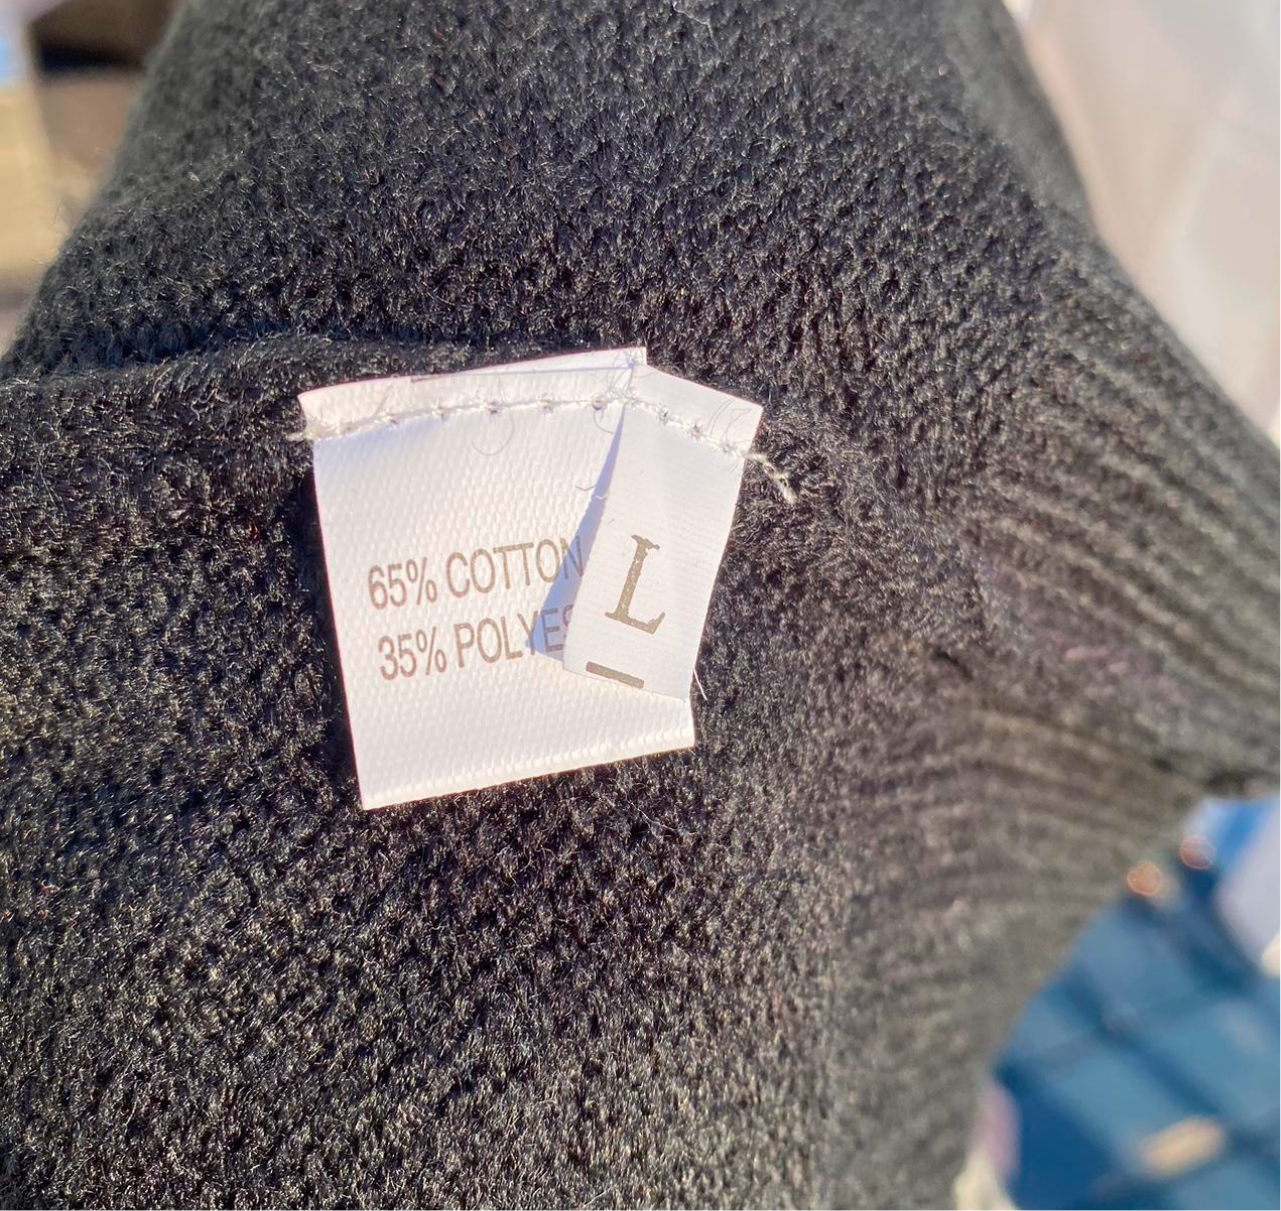 65% COTTON
35% POLYES
L